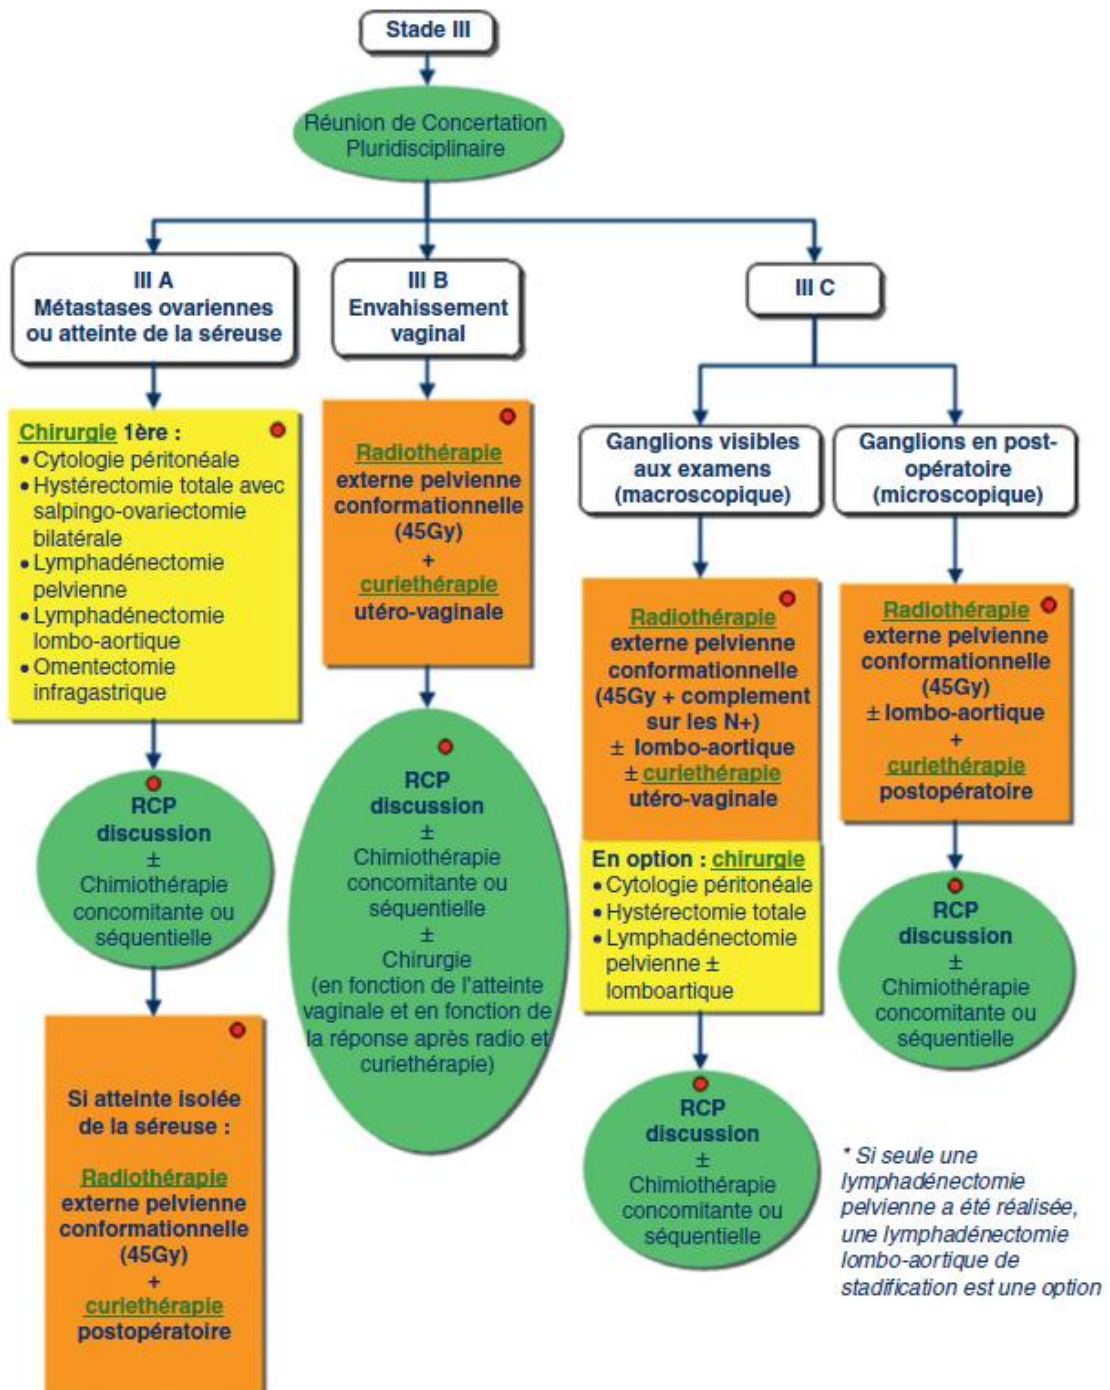 Stade III
Réunion de Concertation
Pluridisciplinaire
III A
Métastases ovariennes
ou atteinte de la séreuse
Chirurgie 1ère :
• Cytologie péritonéale
• Hystérectomie totale avec
salpingo-ovariectomie
bilatérale
• Lymphadénectomie
pelvienne
• Lymphadénectomie
lombo-aortique
• Omentectomie
infragastrique
RCP
discussion
±
Chimiothérapie
concomitante ou
séquentielle
Si atteinte isolée
de la séreuse :
Radiothérapie
externe pelvienne
conformationnelle
(45Gy)
+
curiethérapie
postopératoire
III B
Envahissement
vaginal
Radiothérapie
externe pelvienne
conformationnelle
(45Gy)
+
curiethérapie
utéro-vaginale
RCP
discussion
±
Chimiothérapie
concomitante ou
séquentielle
±
Chirurgie
(en fonction de l'atteinte
vaginale et en fonction de
la réponse après radio et
curiethérapie)
III C
Ganglions visibles
aux examens
(macroscopique)
Radiothérapie
externe pelvienne
conformationnelle
(45Gy + complement
sur les N+)
± lombo-aortique
± curiethérapie
utéro-vaginale
En option : chirurgie
• Cytologie péritonéale
• Hystérectomie totale
• Lymphadénectomie
pelvienne ±
lomboartique
RCP
discussion
±
Chimiothérapie
concomitante ou
séquentielle
Ganglions en post-
opératoire
(microscopique)
Radiothérapie
externe pelvienne
conformationnelle
(45Gy)
± lombo-aortique
+
curiethérapie
postopératoire
RCP
discussion
±
Chimiothérapie
concomitante ou
séquentielle
* Si seule une
lymphadénectomie
pelvienne a été réalisée,
une lymphadénectomie
lombo-aortique de
stadification est une option